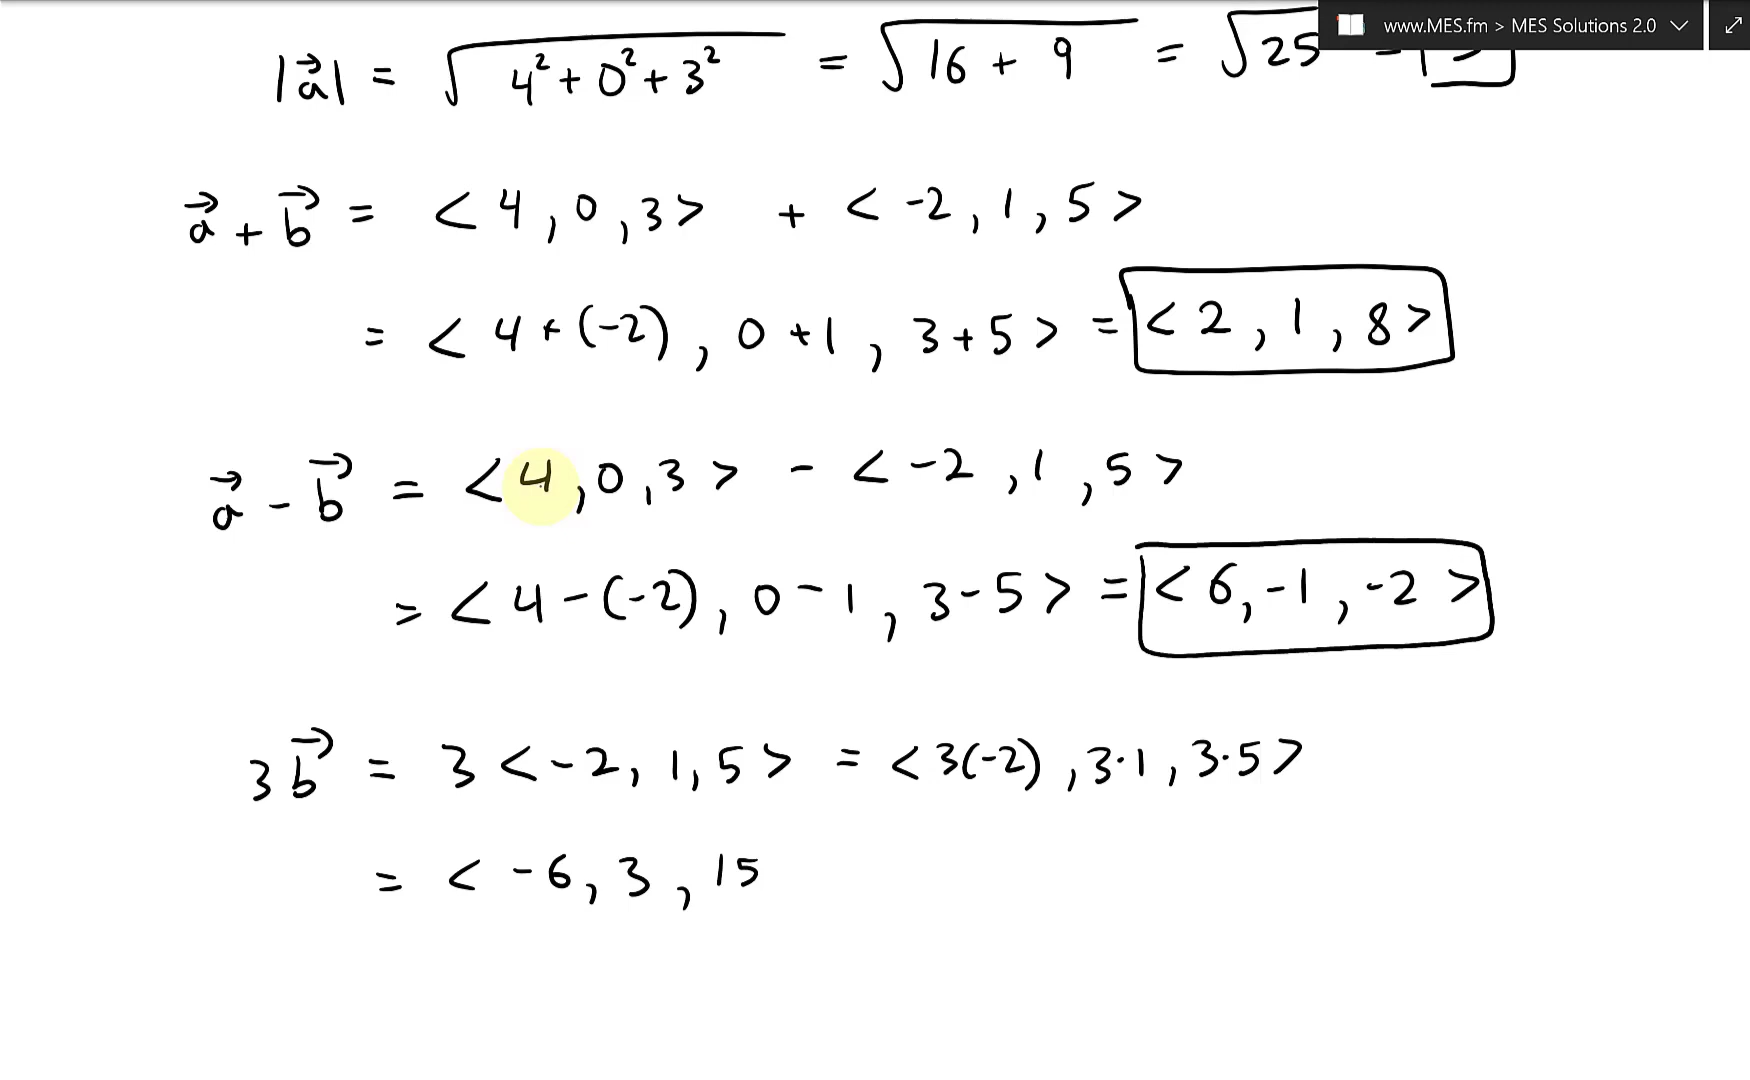 www.MES.fm > MES Solutions 2.0
|a⃗| = √(4² + 0² + 3²) = √(16 + 9) = √25
a⃗ + b⃗ = < 4 , 0 , 3 > + < -2 , 1 , 5 >
= < 4 + (-2) , 0 + 1 , 3 + 5 > = < 2 , 1 , 8 >
a⃗ - b⃗ = < 4 , 0 , 3 > - < -2 , 1 , 5 >
= < 4 - (-2) , 0 - 1 , 3 - 5 > = < 6 , -1 , -2 >
3 b⃗ = 3 < -2 , 1 , 5 > = < 3(-2) , 3·1 , 3·5 >
= < -6 , 3 , 15